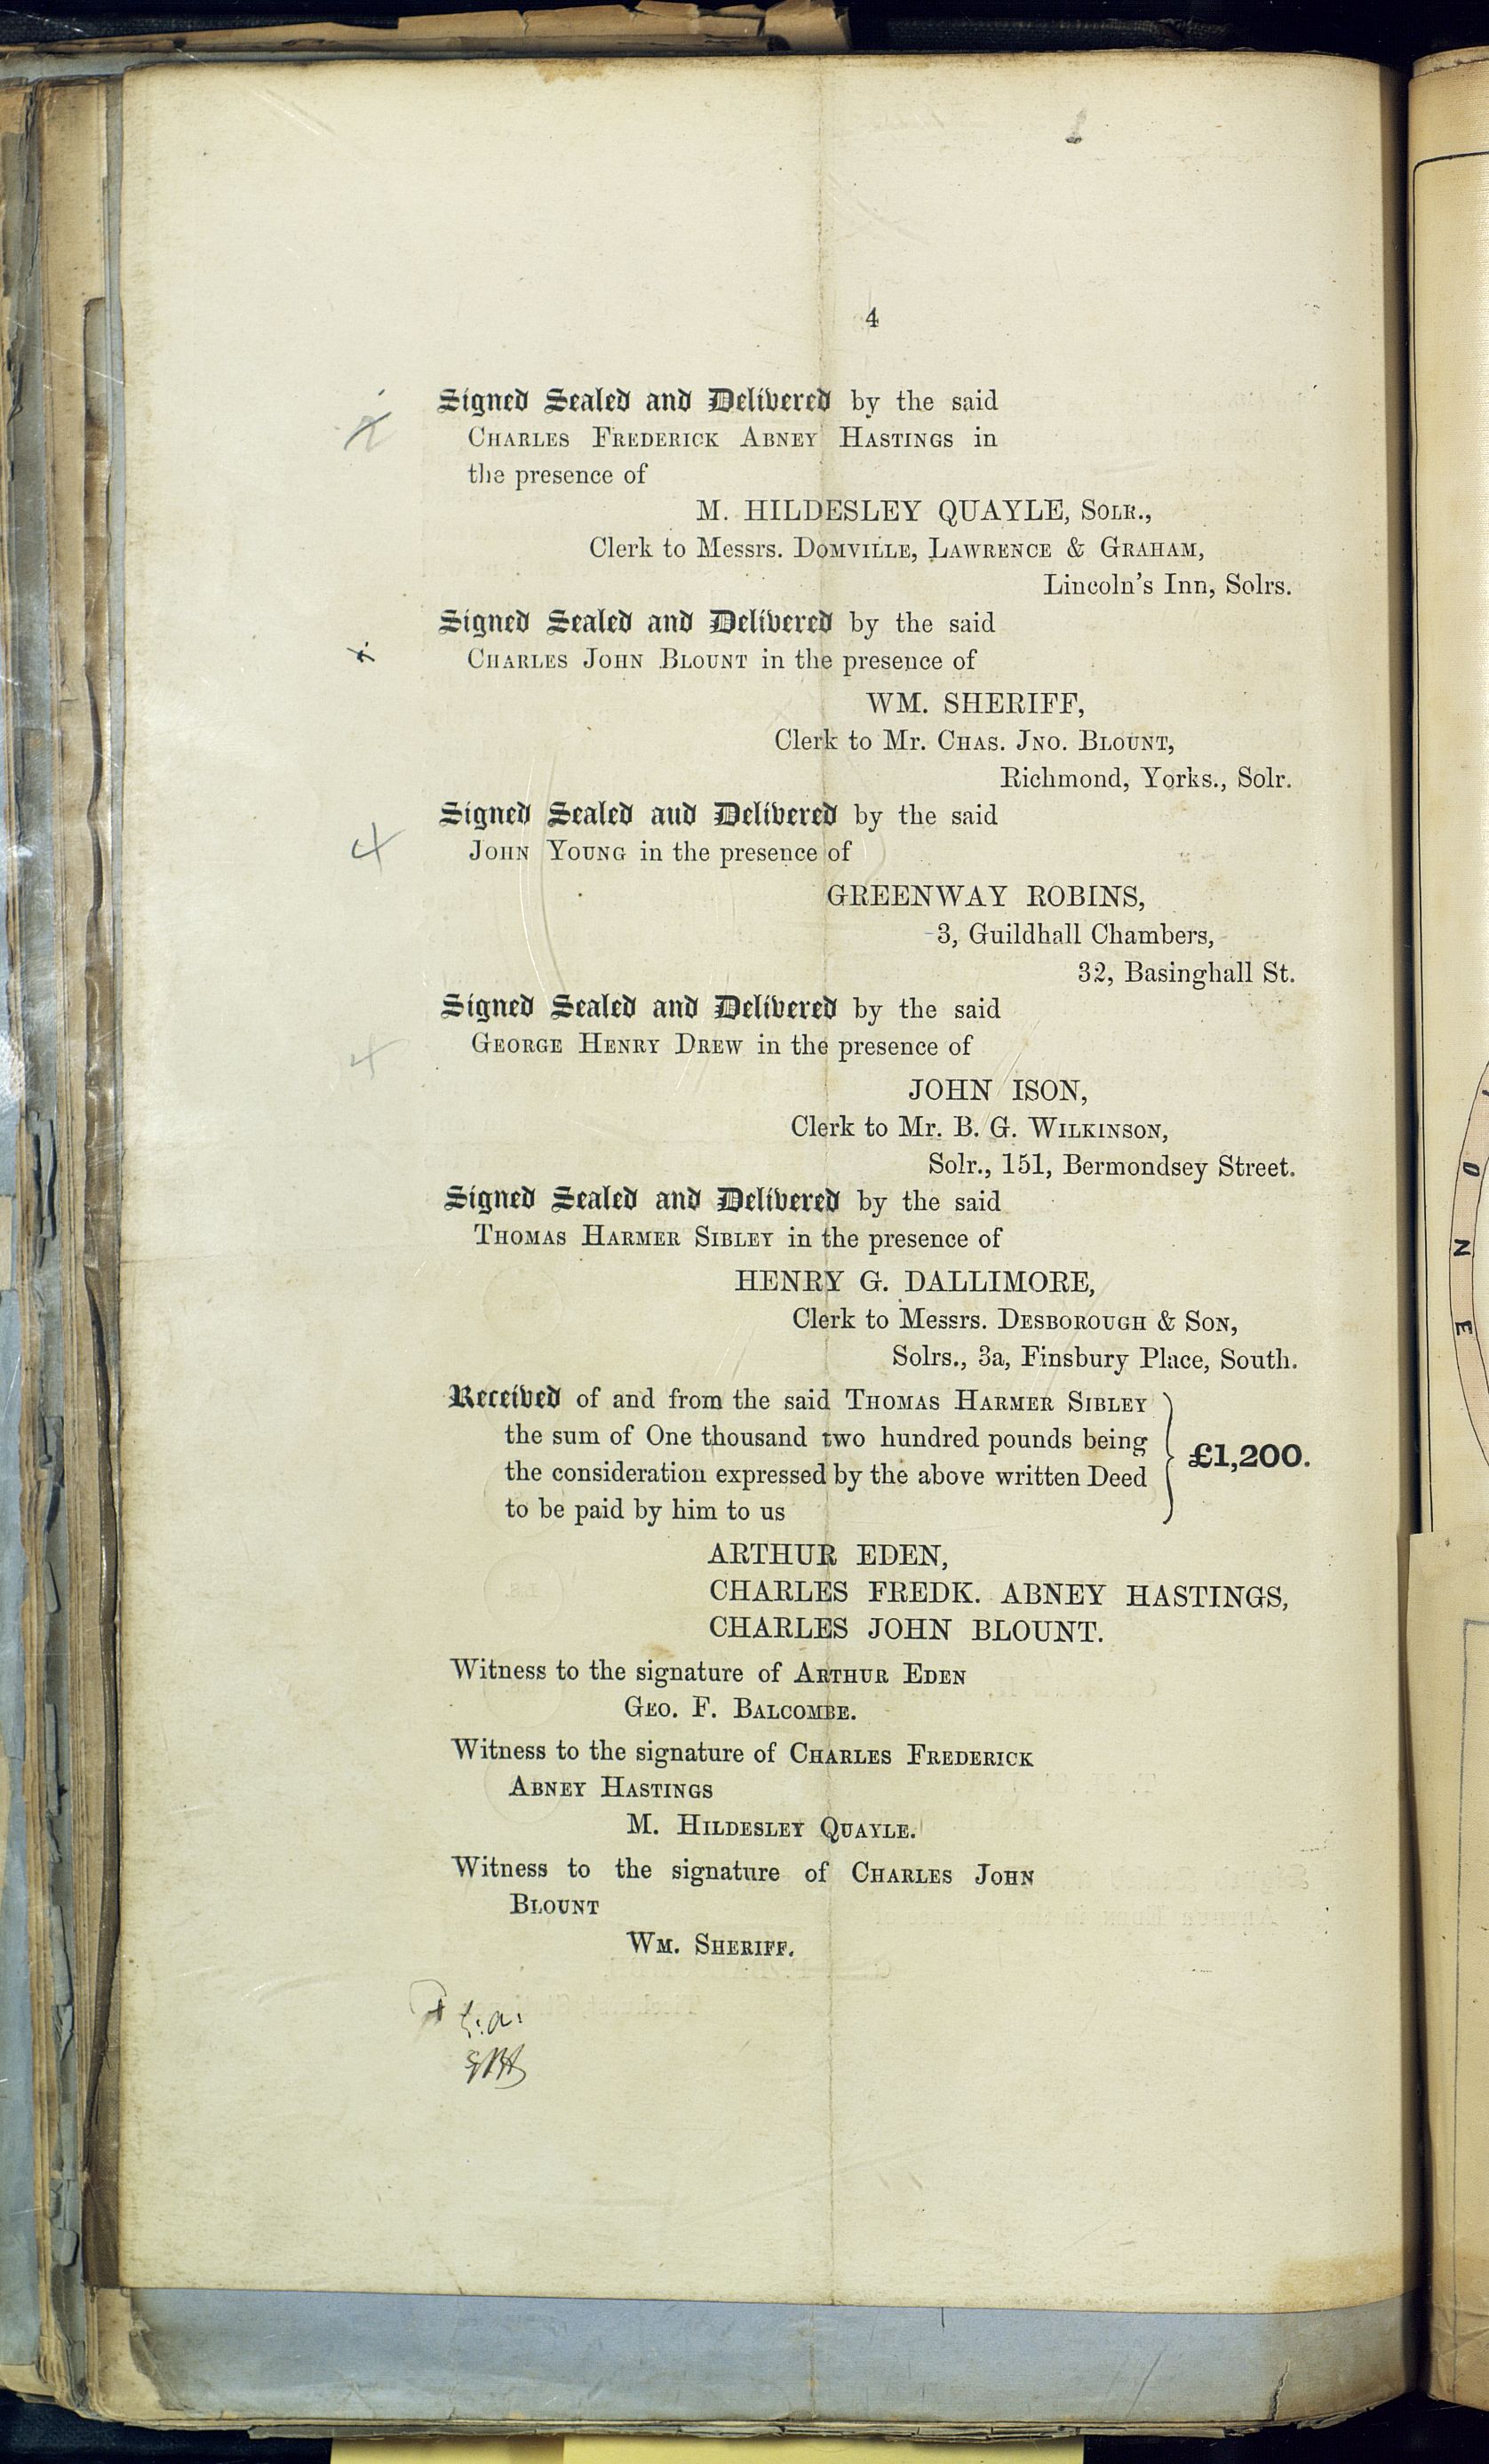 4
Signed Sealed and Delivered by the said
CHARLES FREDERICK ABNEY HASTINGS in
the presence of
M. HILDESLEY QUAYLE, SOLR.,
Clerk to Messrs. DOMVILLE, LAWRENCE & GRAHAM,
Lincoln's Inn, Solrs.
Signed Sealed and Delivered by the said
CHARLES JOHN BLOUNT in the presence of
WM. SHERIFF,
Clerk to Mr. CHAS. JNO. BLOUNT,
Richmond, Yorks., Solr.
Signed Sealed aud Delivered by the said
JOHN YOUNG in the presence of
GREENWAY ROBINS,
3, Guildhall Chambers,
32, Basinghall St.
Signed Sealed and Delivered by the said
GEORGE HENRY DREW in the presence of
JOHN ISON,
Clerk to Mr. B. G. WILKINSON,
Solr., 151, Bermondsey Street.
Signed Sealed and Delivered by the said
THOMAS HARMER SIBLEY in the presence of
HENRY G. DALLIMORE,
Clerk to Messrs. DESBOROUGH & SON,
Solrs., 3a, Finsbury Place, South.
Received of and from the said THOMAS HARMER SIBLEY
the sum of One thousand two hundred pounds being
the consideration expressed by the above written Deed
to be paid by him to us
£1,200.
ARTHUR EDEN,
CHARLES FREDK. ABNEY HASTINGS,
CHARLES JOHN BLOUNT.
Witness to the signature of ARTHUR EDEN
GEO. F. BALCOMBE.
Witness to the signature of CHARLES FREDERICK
ABNEY HASTINGS
M. HILDESLEY QUAYLE.
Witness to the signature of CHARLES JOHN
BLOUNT
WM. SHERIFF.